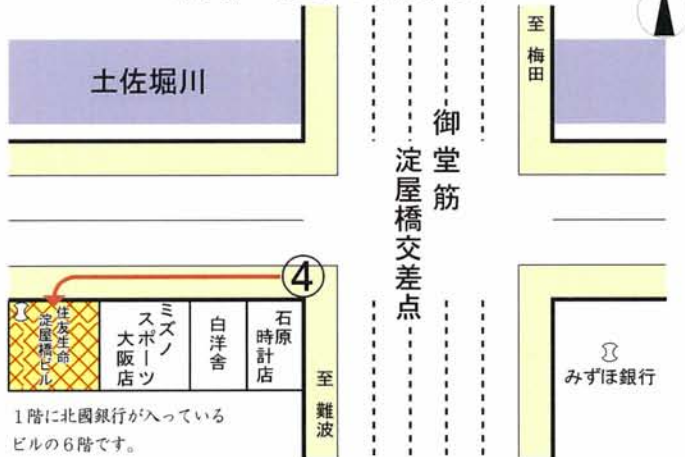 至 梅田
土佐堀川
御堂筋
淀屋橋交差点
④
住友生命
淀屋橋ビル
ミズノ
スポーツ
大阪店
白洋舎
石原
時計店
至 難波
みずほ銀行
1階に北國銀行が入っている
ビルの6階です。